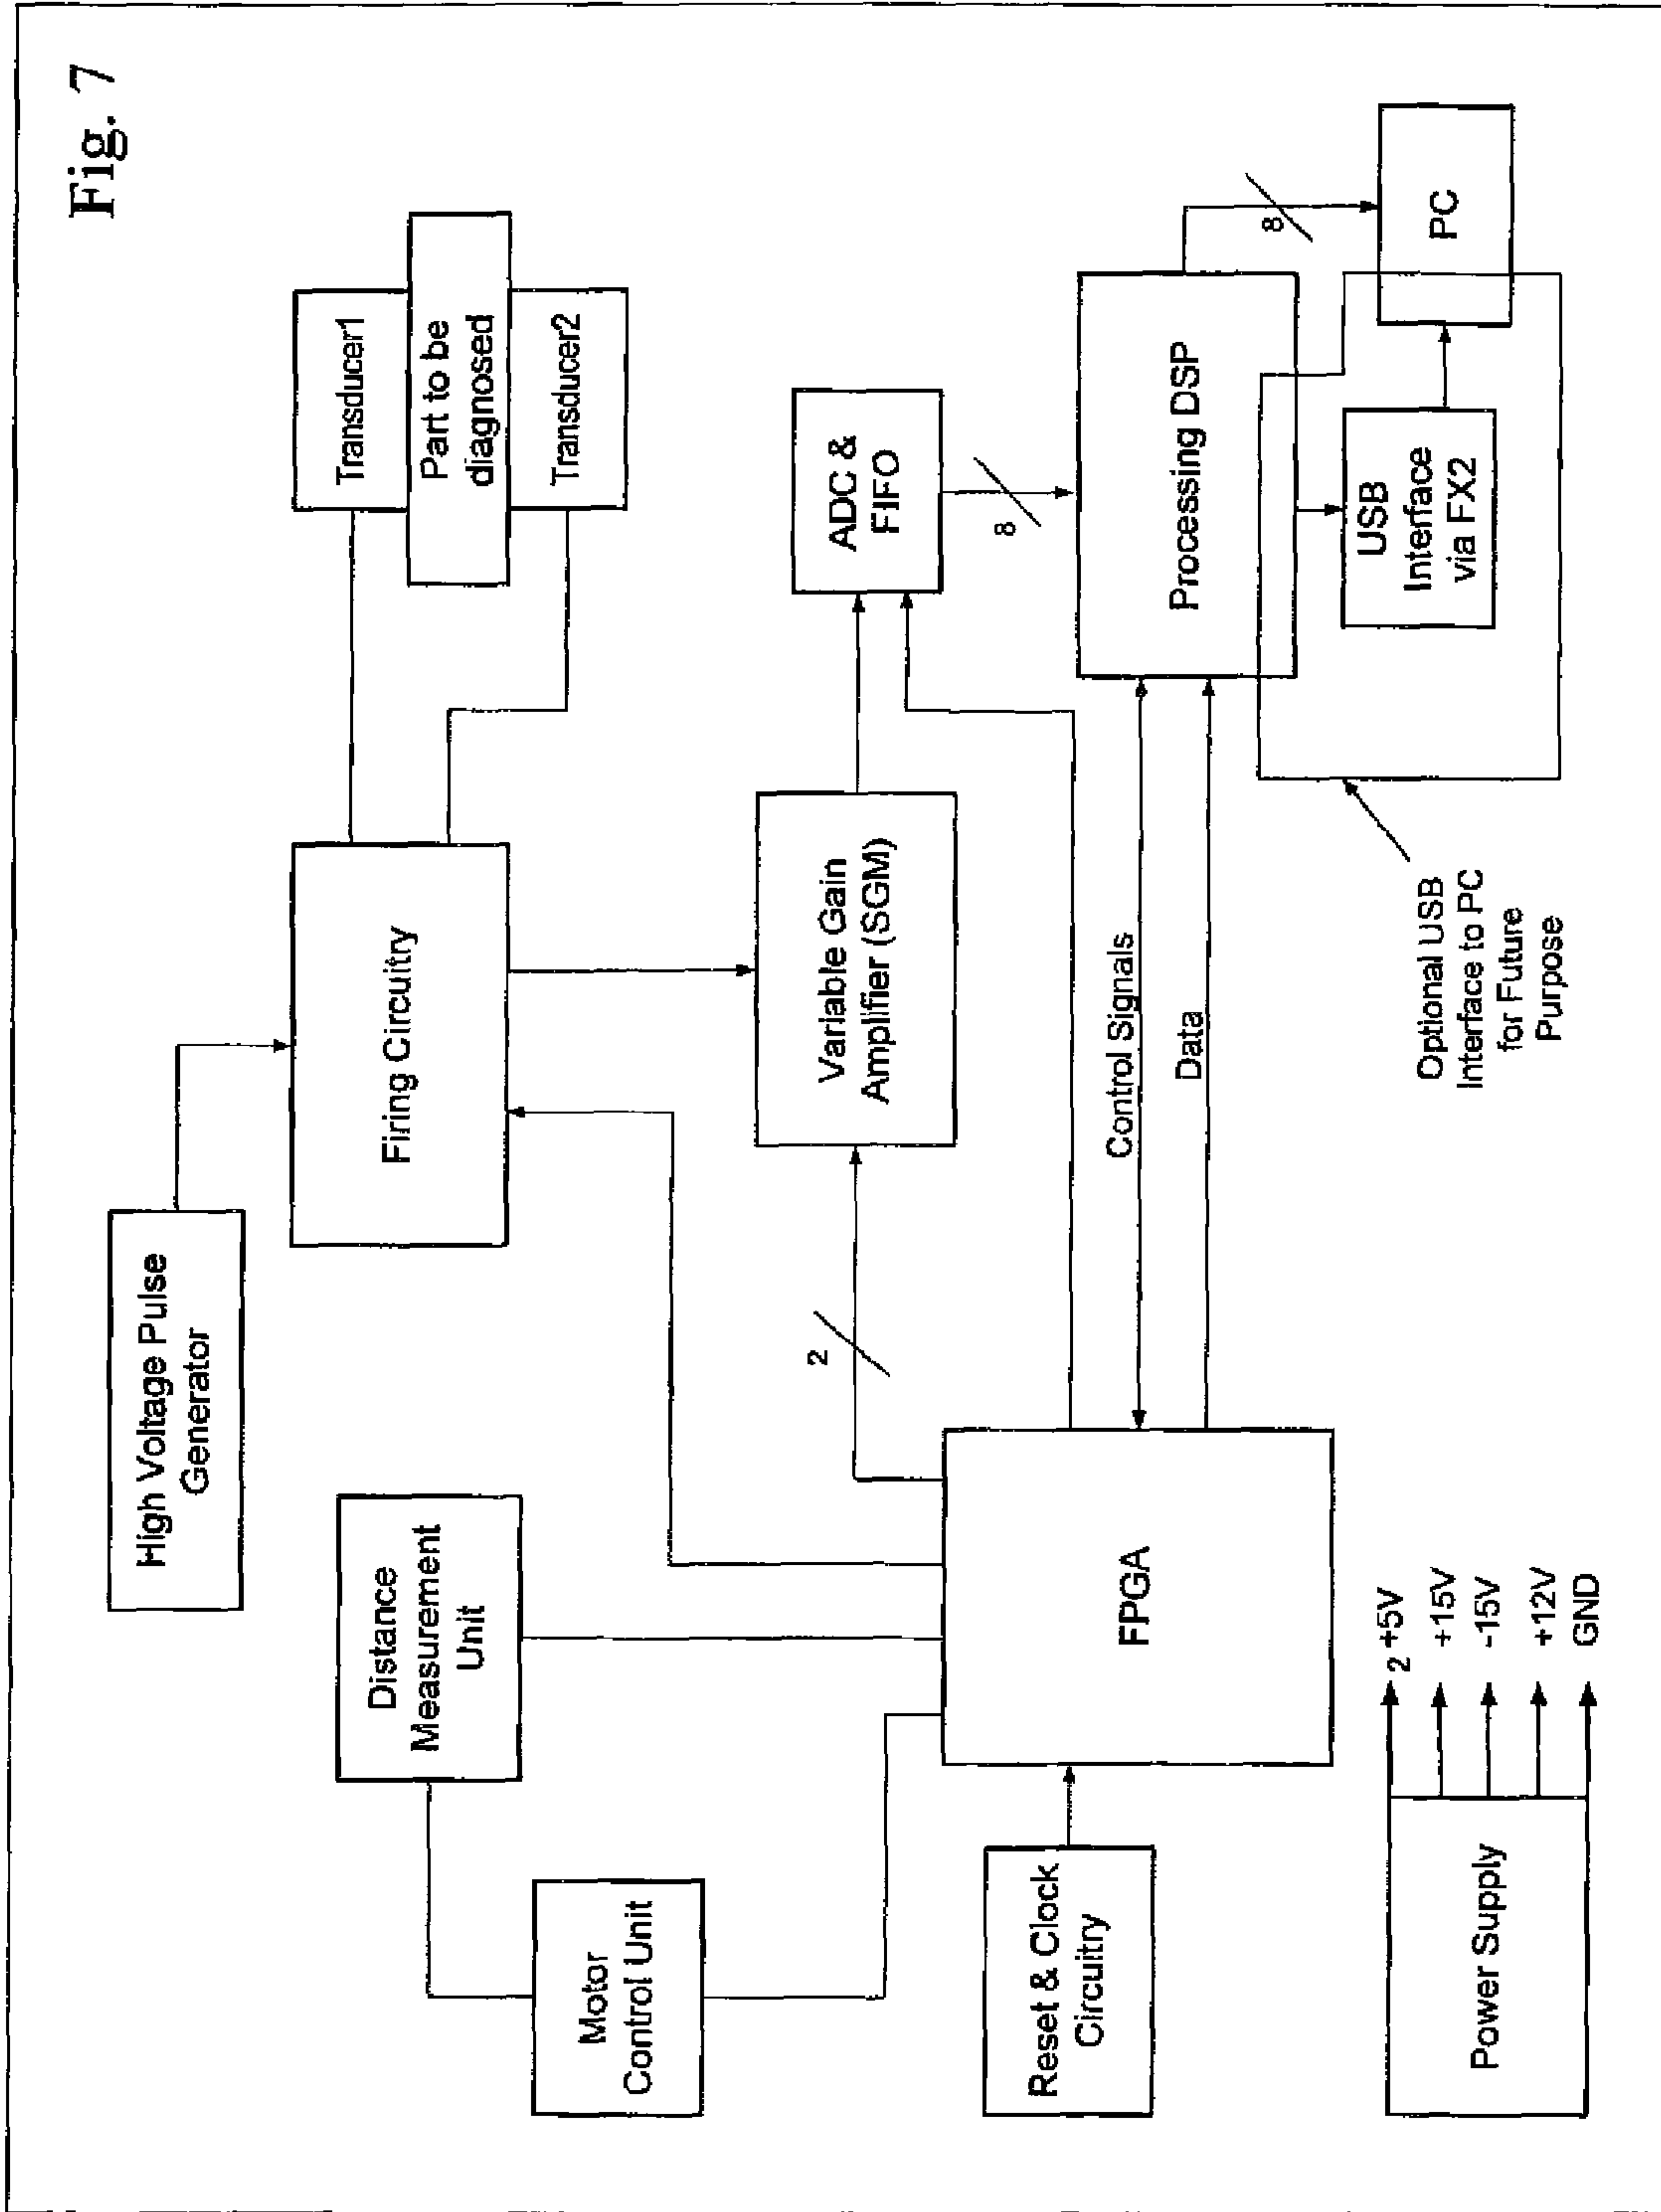 Fig. 7
High Voltage Pulse
Generator
Distance
Measurement
Unit
Motor
Control Unit
Firing Circuitry
Transducer1
Part to be
diagnosed
Transducer2
2
Variable Gain
Amplifier (SGM)
ADC &
FIFO
8
Reset & Clock
Circuitry
FPGA
Control Signals
Data
Processing DSP
8
PC
USB
Interface
via FX2
Optional USB
Interface to PC
for Future
Purpose
Power Supply
2 +5V
+15V
-15V
+12V
GND